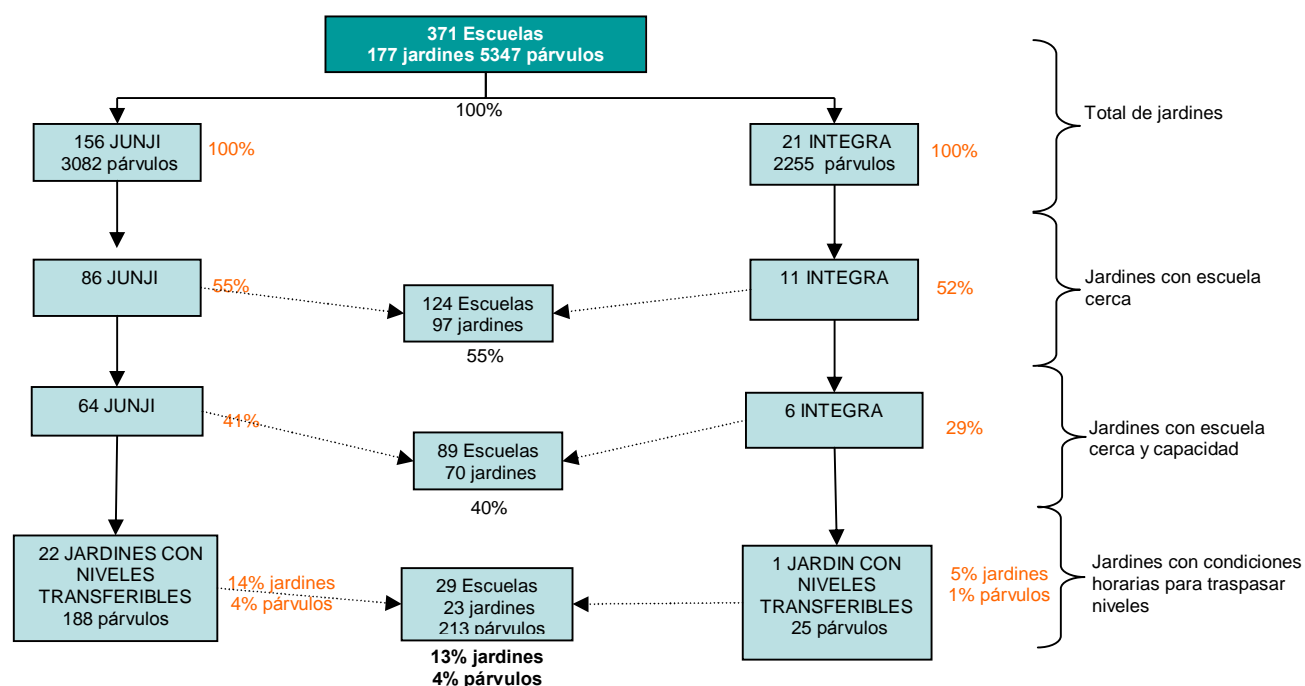 371 Escuelas
177 jardines 5347 párvulos
100%
156 JUNJI
3082 párvulos
100%
21 INTEGRA
2255 párvulos
100%
Total de jardines
86 JUNJI
55%
124 Escuelas
97 jardines
55%
11 INTEGRA
52%
Jardines con escuela
cerca
64 JUNJI
41%
89 Escuelas
70 jardines
40%
6 INTEGRA
29%
Jardines con escuela
cerca y capacidad
22 JARDINES CON
NIVELES
TRANSFERIBLES
188 párvulos
14% jardines
4% párvulos
29 Escuelas
23 jardines
213 párvulos
13% jardines
4% párvulos
1 JARDIN CON
NIVELES
TRANSFERIBLES
25 párvulos
5% jardines
1% párvulos
Jardines con condiciones
horarias para traspasar
niveles